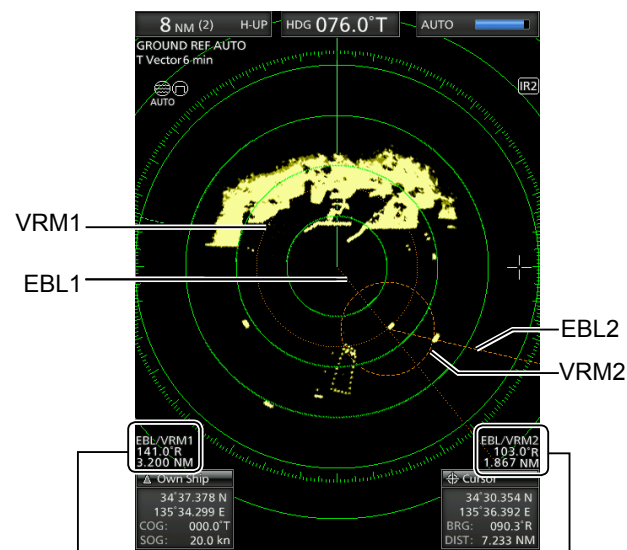 8 NM (2) H-UP HDG 076.0°T AUTO
GROUND REF AUTO
T Vector 6 min
AUTO
IR2
VRM1
EBL1
EBL2
VRM2
EBL/VRM1
141.0°R
3.200 NM
EBL/VRM2
103.0°R
1.867 NM
Own Ship
34°37.378 N
135°34.299 E
COG: 000.0°T
SOG: 20.0 kn
Cursor
34°30.354 N
135°36.392 E
BRG: 090.3°R
DIST: 7.233 NM